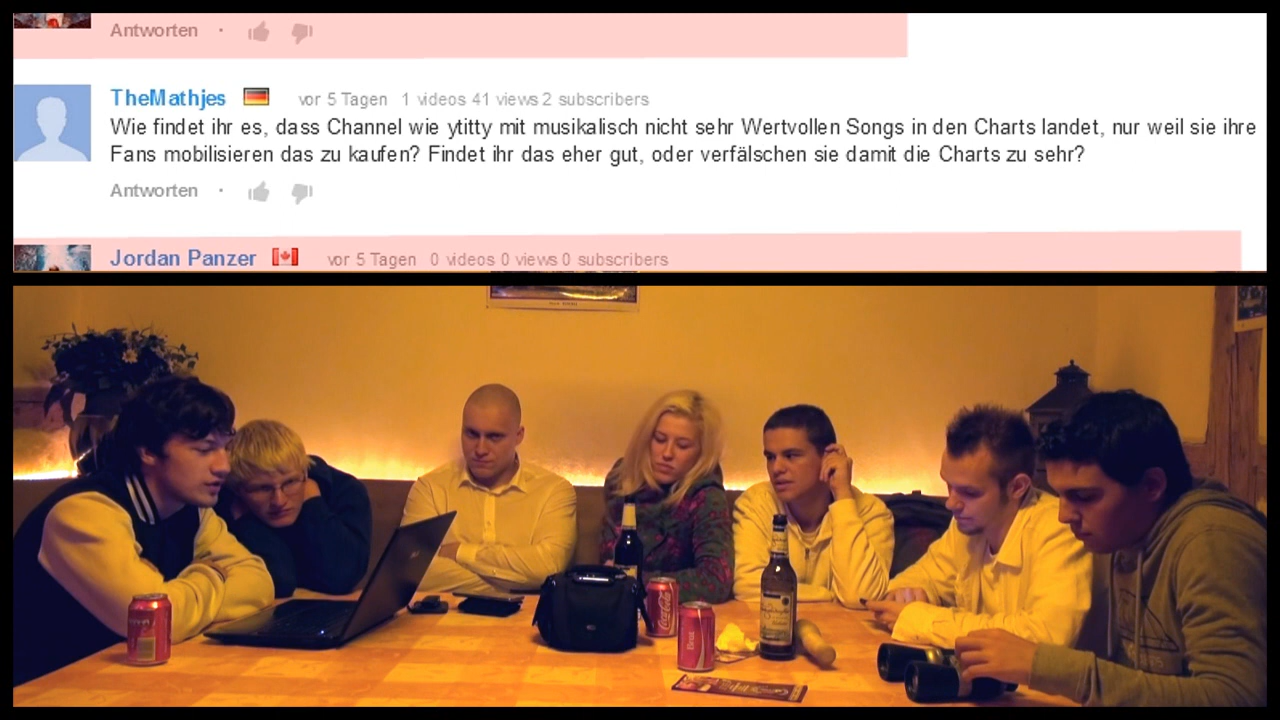 Antworten ·
TheMathjes vor 5 Tagen 1 videos 41 views 2 subscribers
Wie findet ihr es, dass Channel wie ytitty mit musikalisch nicht sehr Wertvollen Songs in den Charts landet, nur weil sie ihre
Fans mobilisieren das zu kaufen? Findet ihr das eher gut, oder verfälschen sie damit die Charts zu sehr?
Antworten ·
Jordan Panzer vor 5 Tagen 0 videos 0 views 0 subscribers
Coca-Cola